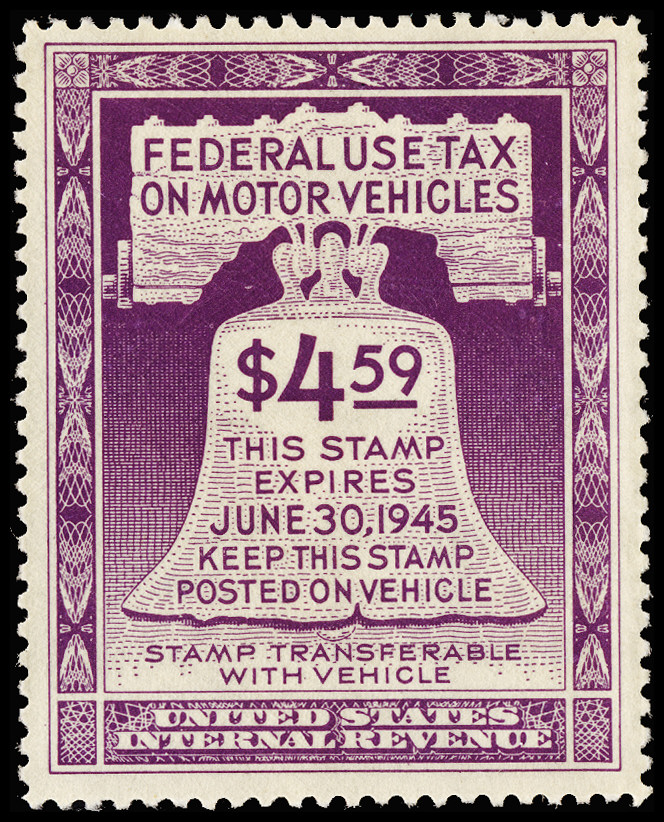 FEDERAL USE TAX
ON MOTOR VEHICLES
$4.59
THIS STAMP
EXPIRES
JUNE 30, 1945
KEEP THIS STAMP
POSTED ON VEHICLE
STAMP TRANSFERABLE
WITH VEHICLE
UNITED STATES
INTERNAL REVENUE